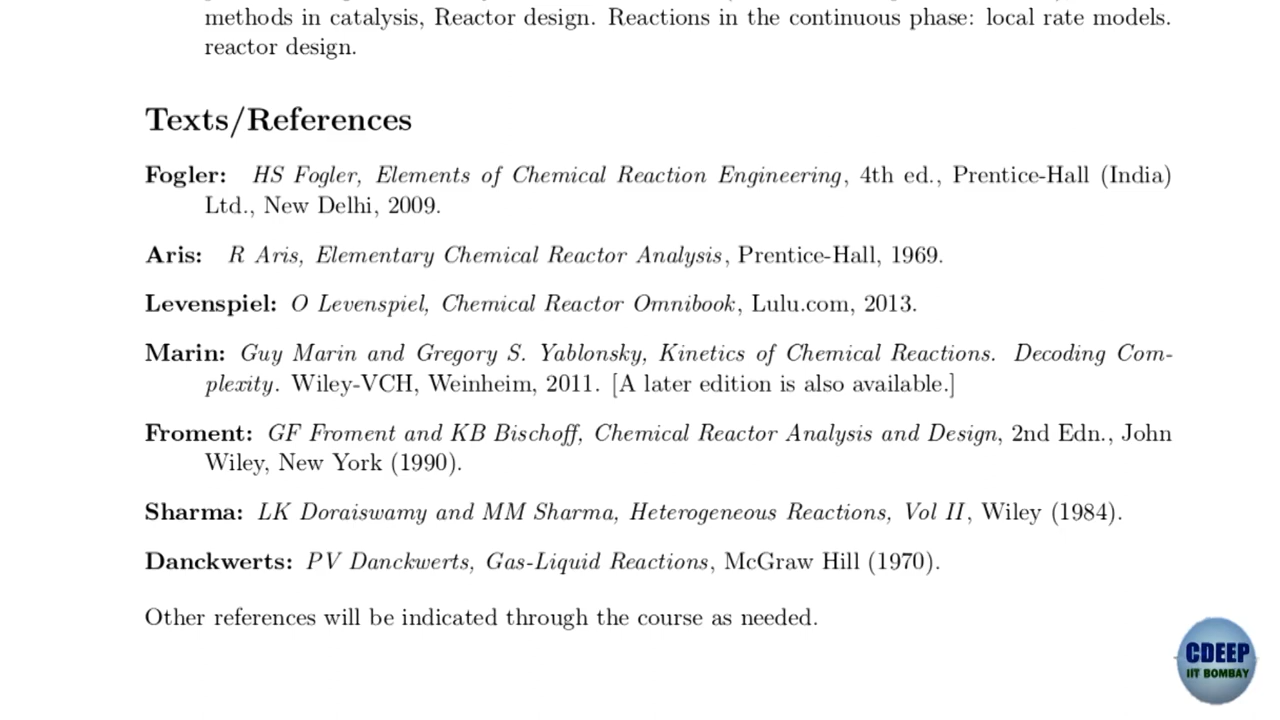 methods in catalysis, Reactor design. Reactions in the continuous phase: local rate models.
reactor design.
Texts/References
Fogler: HS Fogler, Elements of Chemical Reaction Engineering, 4th ed., Prentice-Hall (India)
Ltd., New Delhi, 2009.
Aris: R Aris, Elementary Chemical Reactor Analysis, Prentice-Hall, 1969.
Levenspiel: O Levenspiel, Chemical Reactor Omnibook, Lulu.com, 2013.
Marin: Guy Marin and Gregory S. Yablonsky, Kinetics of Chemical Reactions. Decoding Com-
plexity. Wiley-VCH, Weinheim, 2011. [A later edition is also available.]
Froment: GF Froment and KB Bischoff, Chemical Reactor Analysis and Design, 2nd Edn., John
Wiley, New York (1990).
Sharma: LK Doraiswamy and MM Sharma, Heterogeneous Reactions, Vol II, Wiley (1984).
Danckwerts: PV Danckwerts, Gas-Liquid Reactions, McGraw Hill (1970).
Other references will be indicated through the course as needed.
CDEEP
IIT BOMBAY